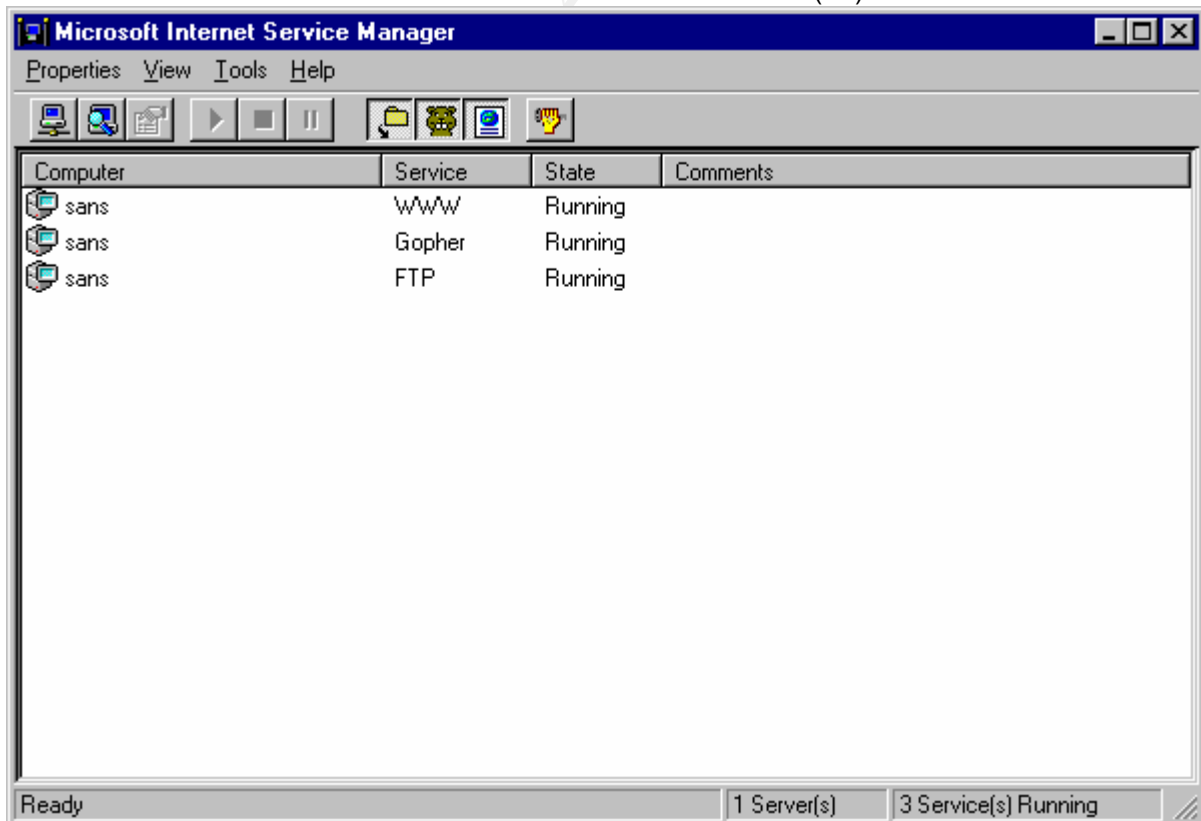 Microsoft Internet Service Manager
Properties View Tools Help
Computer Service State Comments
sans WWW Running
sans Gopher Running
sans FTP Running
Ready 1 Server(s) 3 Service(s) Running